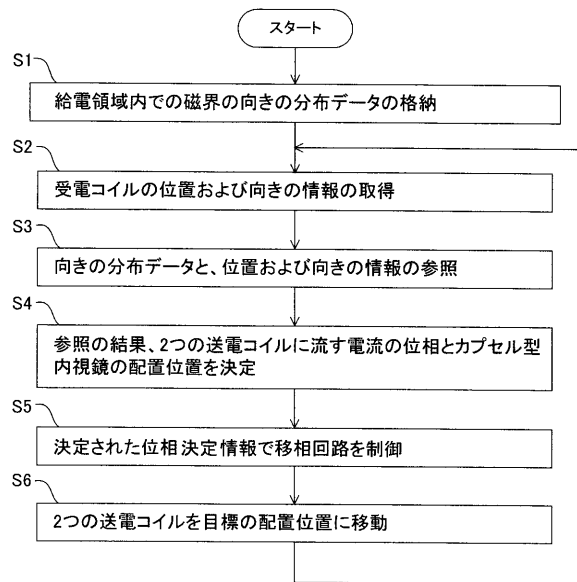 スタート
S1
給電領域内での磁界の向きの分布データの格納
S2
受電コイルの位置および向きの情報の取得
S3
向きの分布データと、位置および向きの情報の参照
S4
参照の結果、2つの送電コイルに流す電流の位相とカプセル型
内視鏡の配置位置を決定
S5
決定された位相決定情報で移相回路を制御
S6
2つの送電コイルを目標の配置位置に移動